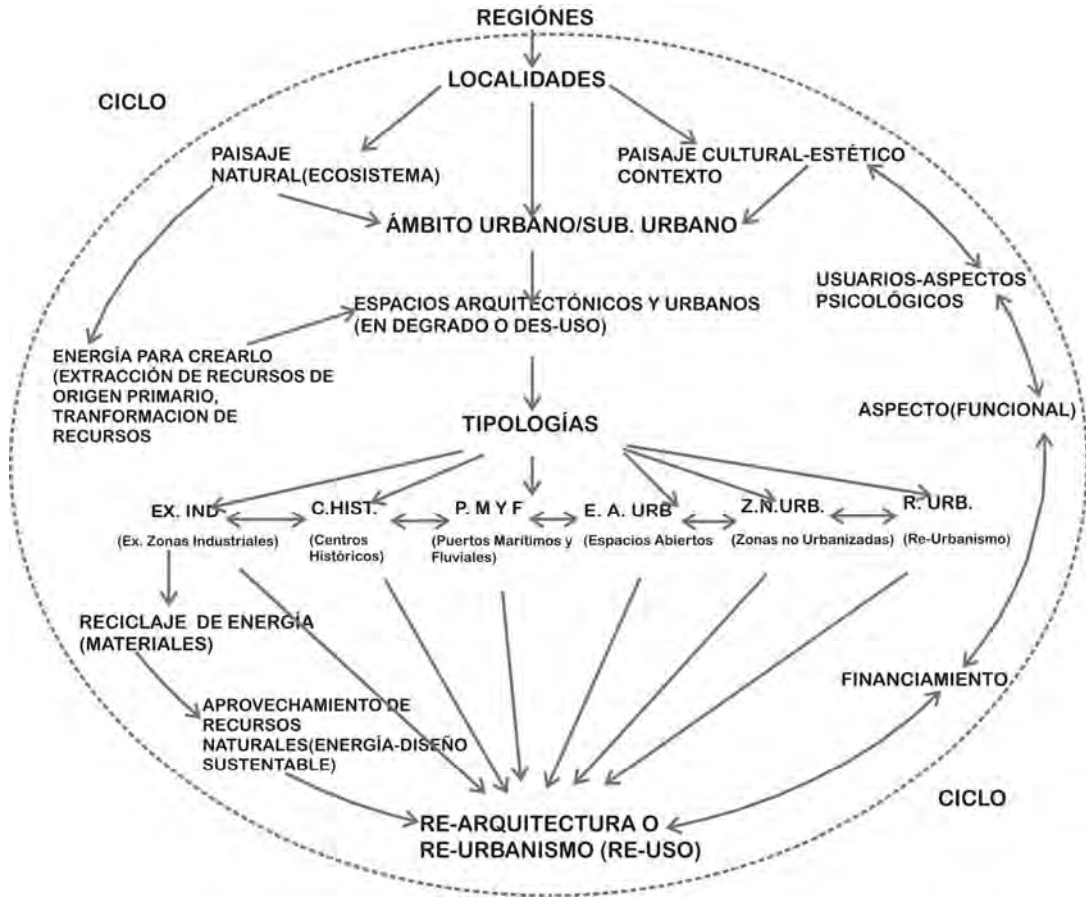 REGIÓNES
LOCALIDADES
CICLO
PAISAJE
NATURAL(ECOSISTEMA)
PAISAJE CULTURAL-ESTÉTICO
CONTEXTO
ÁMBITO URBANO/SUB. URBANO
USUARIOS-ASPECTOS
PSICOLÓGICOS
ESPACIOS ARQUITECTÓNICOS Y URBANOS
(EN DEGRADO O DES-USO)
ENERGÍA PARA CREARLO
(EXTRACCIÓN DE RECURSOS DE
ORIGEN PRIMARIO,
TRANFORMACION DE
RECURSOS
ASPECTO(FUNCIONAL)
TIPOLOGÍAS
EX. IND
(Ex. Zonas Industriales)
C.HIST.
(Centros
Históricos)
P. M Y F
(Puertos Marítimos y
Fluviales)
E. A. URB
(Espacios Abiertos
Z.N.URB.
(Zonas no Urbanizadas)
R. URB.
(Re-Urbanismo)
RECICLAJE DE ENERGÍA
(MATERIALES)
FINANCIAMIENTO
APROVECHAMIENTO DE
RECURSOS
NATURALES(ENERGÍA-DISEÑO
SUSTENTABLE)
CICLO
RE-ARQUITECTURA O
RE-URBANISMO (RE-USO)